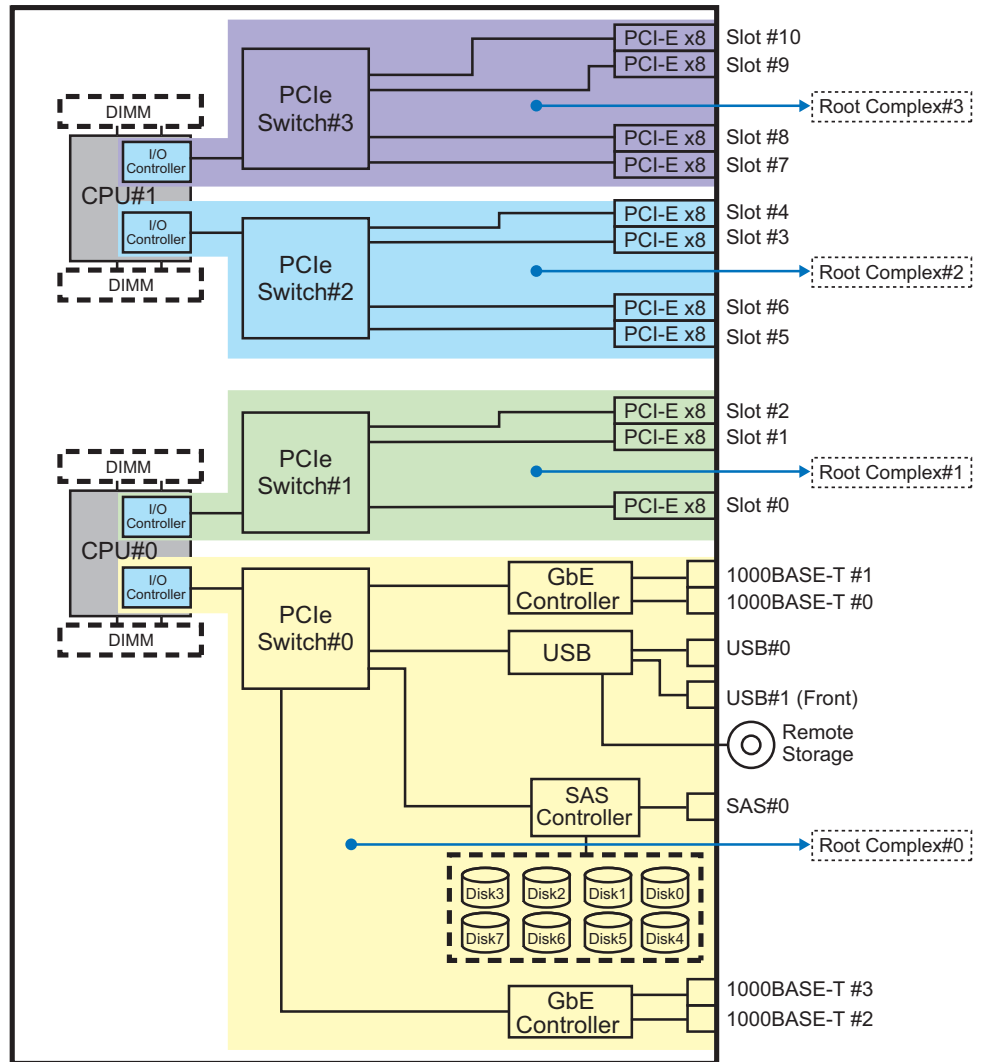 PCI-E x8 Slot #10
PCI-E x8 Slot #9
PCIe
Switch#3
Root Complex#3
DIMM
PCI-E x8 Slot #8
I/O
Controller
PCI-E x8 Slot #7
CPU#1
PCI-E x8 Slot #4
I/O
Controller
PCI-E x8 Slot #3
PCIe
Switch#2
Root Complex#2
DIMM
PCI-E x8 Slot #6
PCI-E x8 Slot #5
PCI-E x8 Slot #2
PCI-E x8 Slot #1
PCIe
Switch#1
Root Complex#1
DIMM
I/O
Controller
PCI-E x8 Slot #0
CPU#0
I/O
Controller
GbE
Controller
1000BASE-T #1
1000BASE-T #0
PCIe
Switch#0
DIMM
USB
USB#0
USB#1 (Front)
Remote
Storage
SAS
Controller
SAS#0
Root Complex#0
Disk3 Disk2 Disk1 Disk0
Disk7 Disk6 Disk5 Disk4
GbE
Controller
1000BASE-T #3
1000BASE-T #2